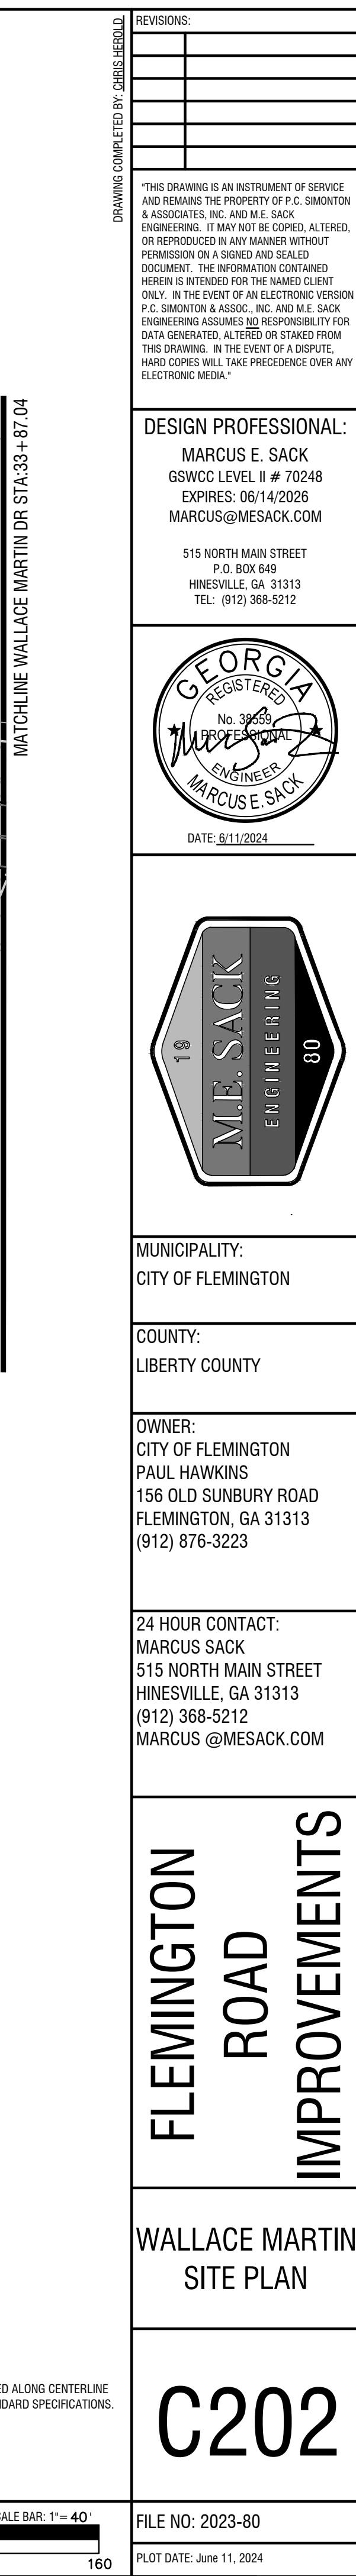 DRAWING COMPLETED BY: CHRIS HEROLD
MATCHLINE WALLACE MARTIN DR STA:33+87.04
REVISIONS:
"THIS DRAWING IS AN INSTRUMENT OF SERVICE
AND REMAINS THE PROPERTY OF P.C. SIMONTON
& ASSOCIATES, INC. AND M.E. SACK
ENGINEERING. IT MAY NOT BE COPIED, ALTERED,
OR REPRODUCED IN ANY MANNER WITHOUT
PERMISSION ON A SIGNED AND SEALED
DOCUMENT. THE INFORMATION CONTAINED
HEREIN IS INTENDED FOR THE NAMED CLIENT
ONLY. IN THE EVENT OF AN ELECTRONIC VERSION
P.C. SIMONTON & ASSOC., INC. AND M.E. SACK
ENGINEERING ASSUMES NO RESPONSIBILITY FOR
DATA GENERATED, ALTERED OR STAKED FROM
THIS DRAWING. IN THE EVENT OF A DISPUTE,
HARD COPIES WILL TAKE PRECEDENCE OVER ANY
ELECTRONIC MEDIA."
DESIGN PROFESSIONAL:
MARCUS E. SACK
GSWCC LEVEL II # 70248
EXPIRES: 06/14/2026
MARCUS@MESACK.COM
515 NORTH MAIN STREET
P.O. BOX 649
HINESVILLE, GA 31313
TEL: (912) 368-5212
GEORGIA
REGISTERED
No. 38559
PROFESSIONAL
ENGINEER
MARCUS E. SACK
DATE: 6/11/2024
19
M.E. SACK
ENGINEERING
80
MUNICIPALITY:
CITY OF FLEMINGTON
COUNTY:
LIBERTY COUNTY
OWNER:
CITY OF FLEMINGTON
PAUL HAWKINS
156 OLD SUNBURY ROAD
FLEMINGTON, GA 31313
(912) 876-3223
24 HOUR CONTACT:
MARCUS SACK
515 NORTH MAIN STREET
HINESVILLE, GA 31313
(912) 368-5212
MARCUS @MESACK.COM
FLEMINGTON
ROAD
IMPROVEMENTS
WALLACE MARTIN
SITE PLAN
ED ALONG CENTERLINE
DARD SPECIFICATIONS.
C202
ALE BAR: 1"= 40'
160
FILE NO: 2023-80
PLOT DATE: June 11, 2024